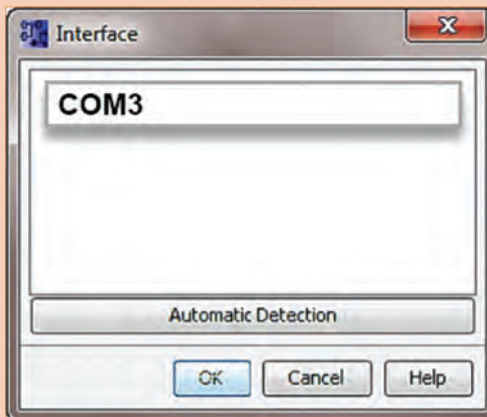 Interface
COM3
Automatic Detection
OK
Cancel
Help